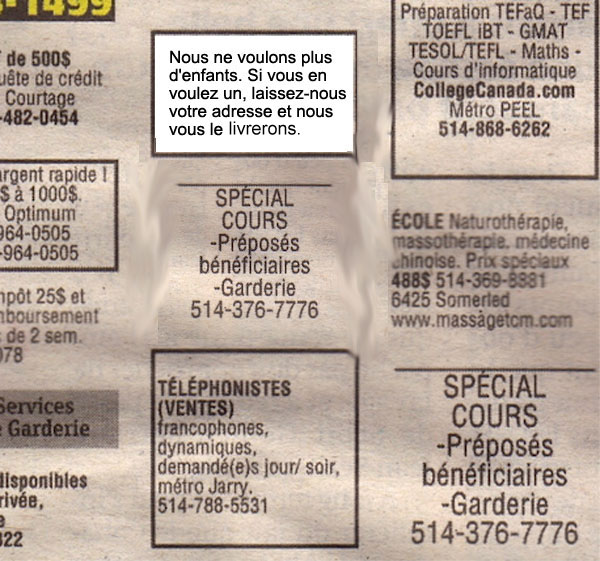 -1499
de 500$
uête de crédit
Courtage
-482-0454
argent rapide !
$ à 1000$.
Optimum
964-0505
-964-0505
npôt 25$ et
nboursement
de 2 sem.
078
Services
Garderie
disponibles
rivée,
e
322
Nous ne voulons plus
d'enfants. Si vous en
voulez un, laissez-nous
votre adresse et nous
vous le livrerons.
SPÉCIAL
COURS
-Préposés
bénéficiaires
-Garderie
514-376-7776
TÉLÉPHONISTES
(VENTES)
francophones,
dynamiques,
demandé(e)s jour/ soir,
métro Jarry.
514-788-5531
Préparation TEFaQ - TEF
TOEFL iBT - GMAT
TESOL/TEFL - Maths -
Cours d'informatique
CollegeCanada.com
Métro PEEL
514-868-6262
ÉCOLE Naturothérapie,
massothérapie, médecine
chinoise. Prix spéciaux
488$ 514-369-8881
6425 Somerled
www.massagetcm.com
SPÉCIAL
COURS
-Préposés
bénéficiaires
-Garderie
514-376-7776